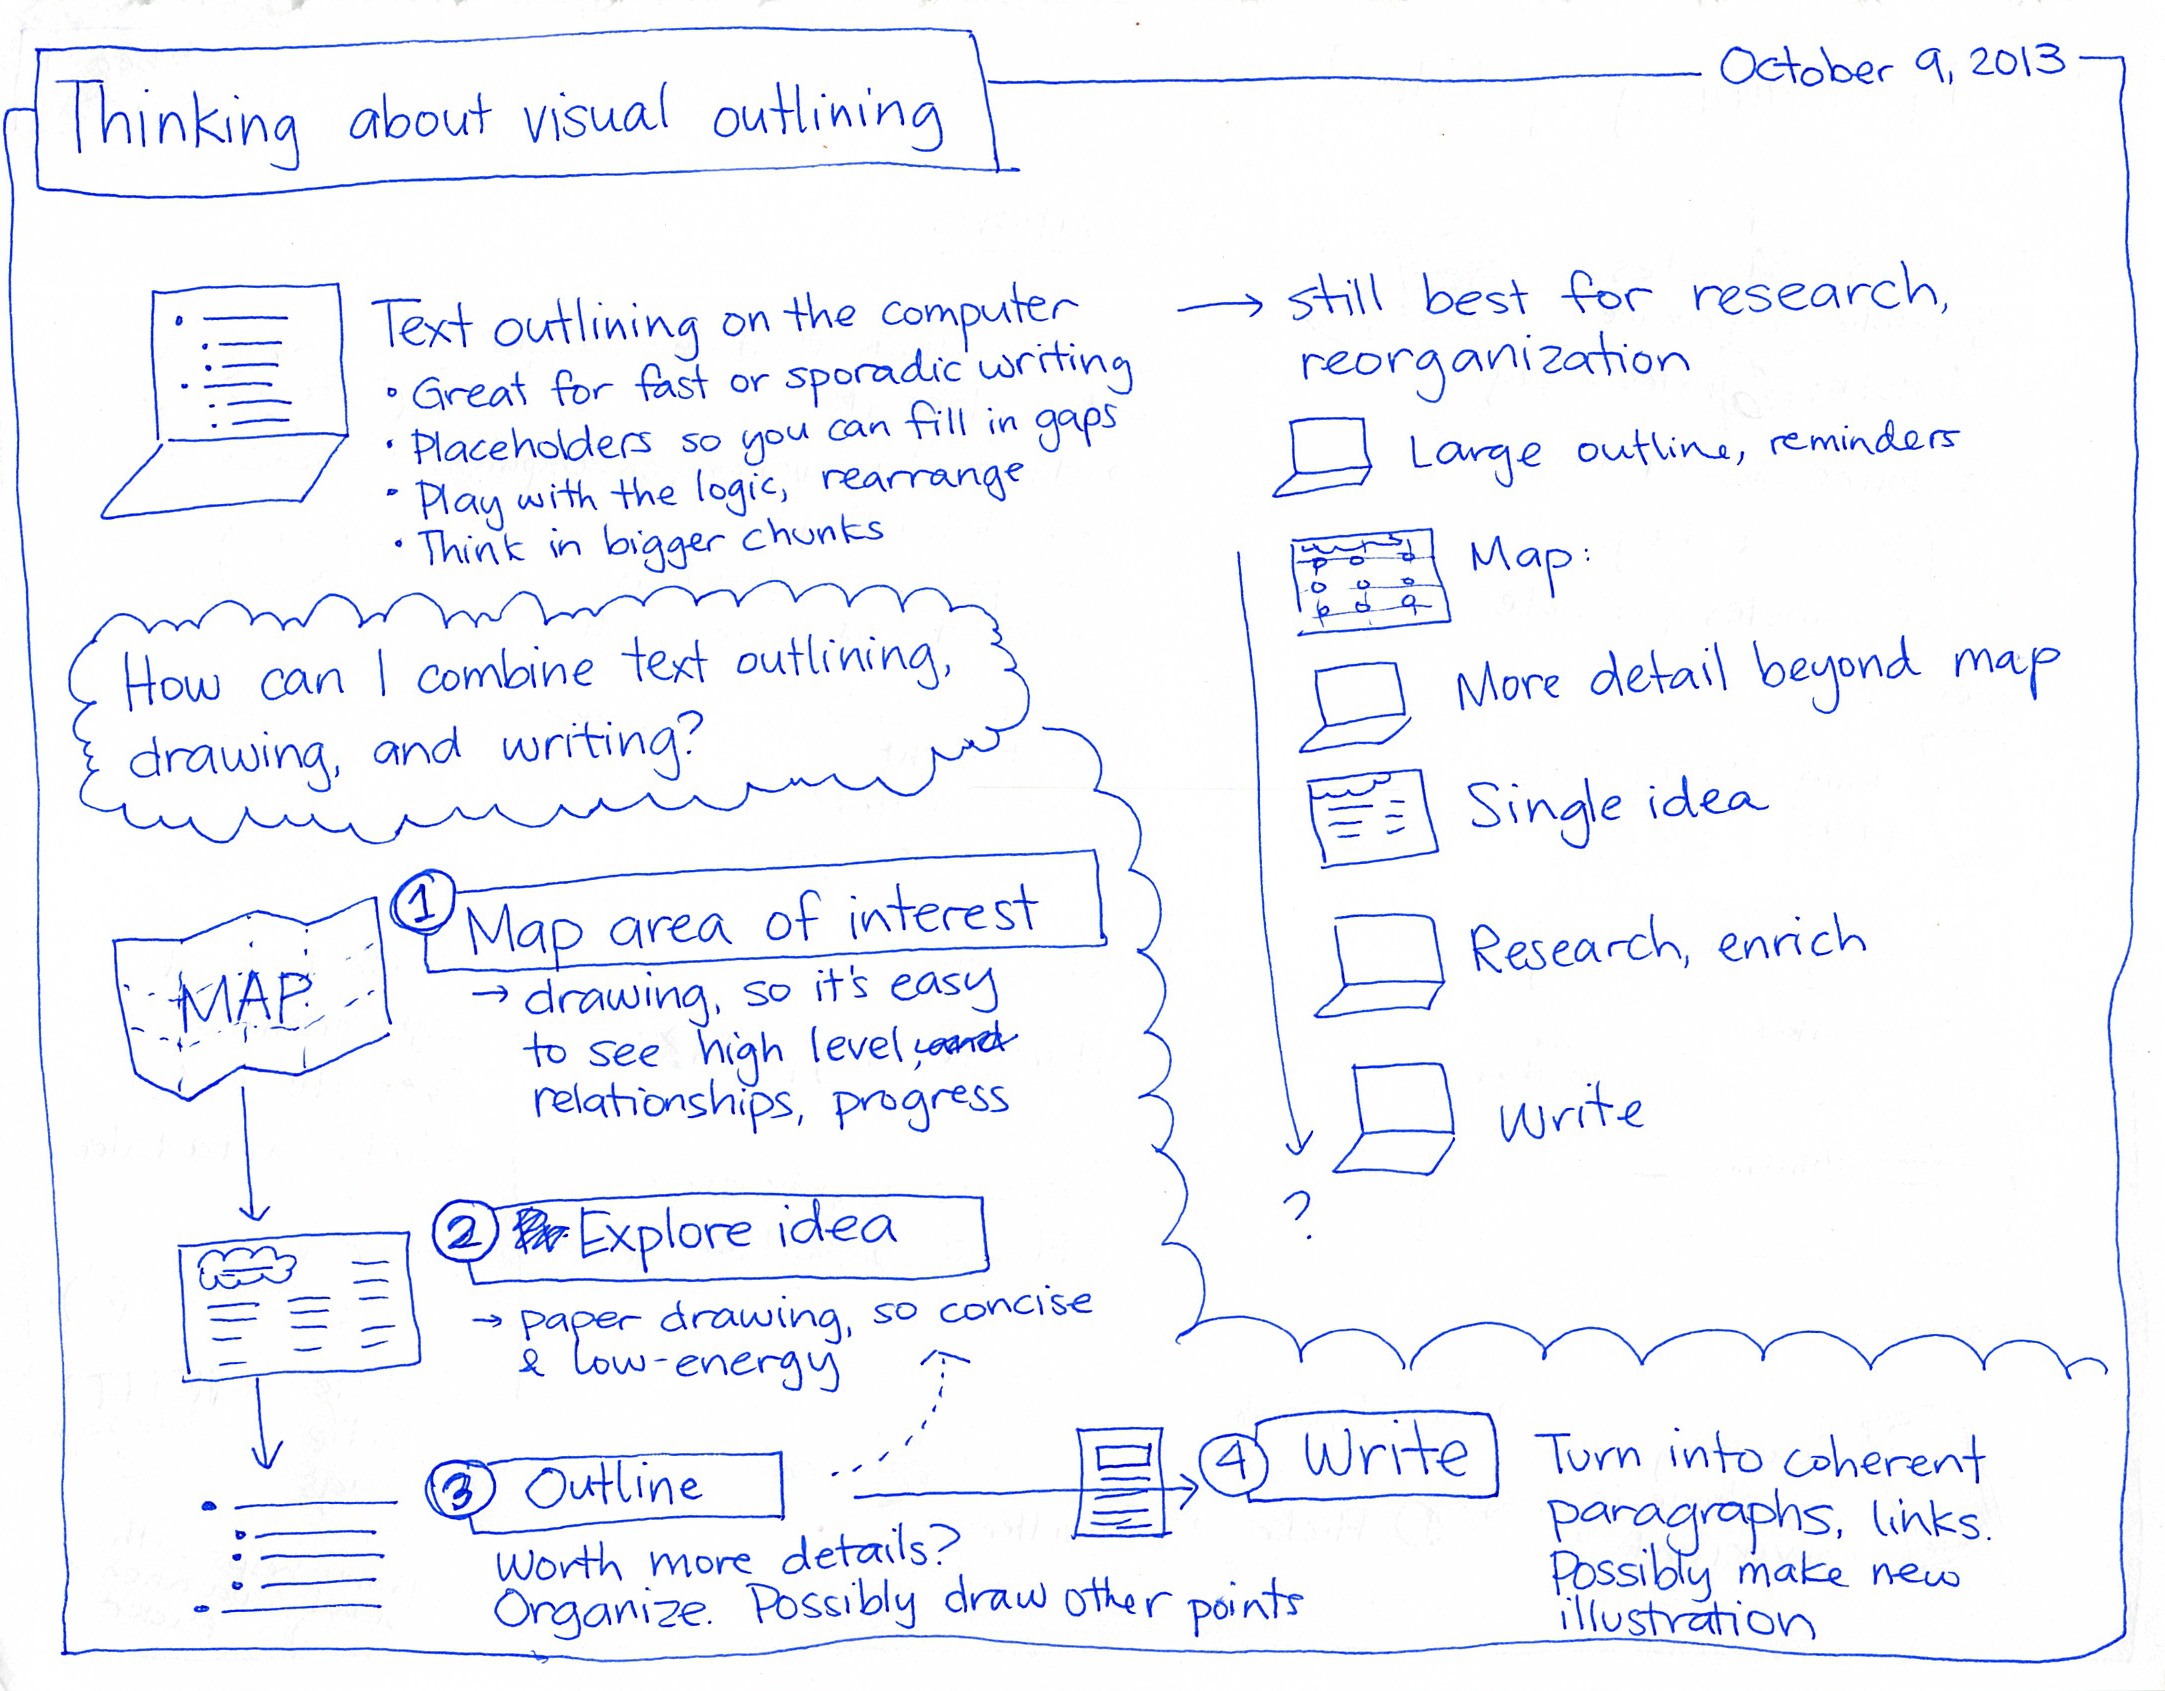 Thinking about visual outlining
October 9, 2013
Text outlining on the computer
• Great for fast or sporadic writing
• Placeholders so you can fill in gaps
• Play with the logic, rearrange
• Think in bigger chunks
→ still best for research,
reorganization
Large outline, reminders
Map:
More detail beyond map
Single idea
Research, enrich
Write
?
How can I combine text outlining,
drawing, and writing?
MAP
1 Map area of interest
→ drawing, so it's easy
to see high level, and
relationships, progress
2 Explore idea
→ paper drawing, so concise
& low-energy
3 Outline
Worth more details?
Organize. Possibly draw other points
4 Write
Turn into coherent
paragraphs, links.
Possibly make new
illustration